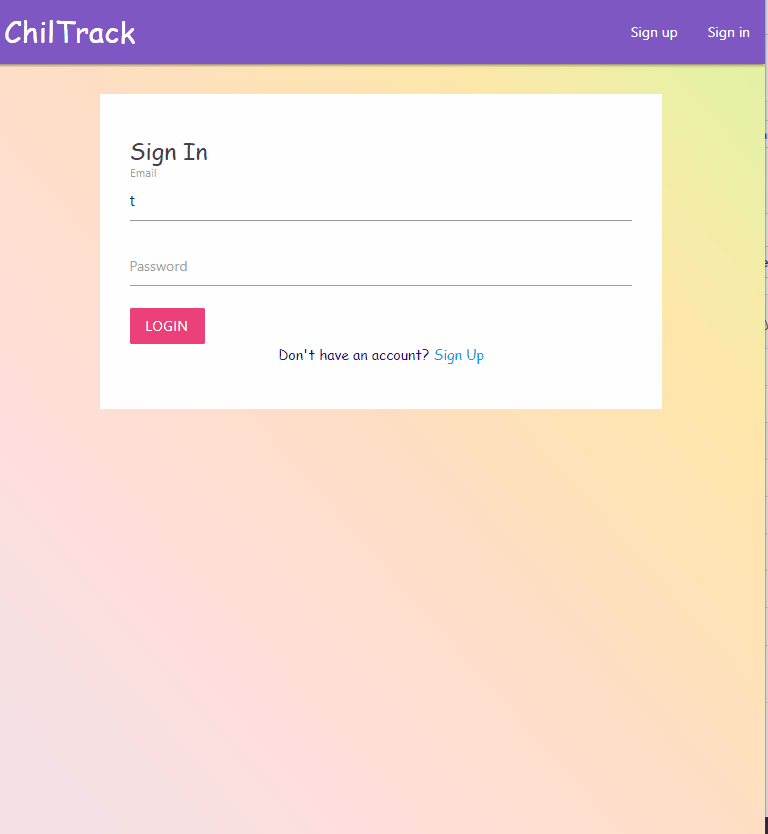 ChilTrack
Sign up
Sign in
Sign In
Email
t
Password
LOGIN
Don't have an account? Sign Up